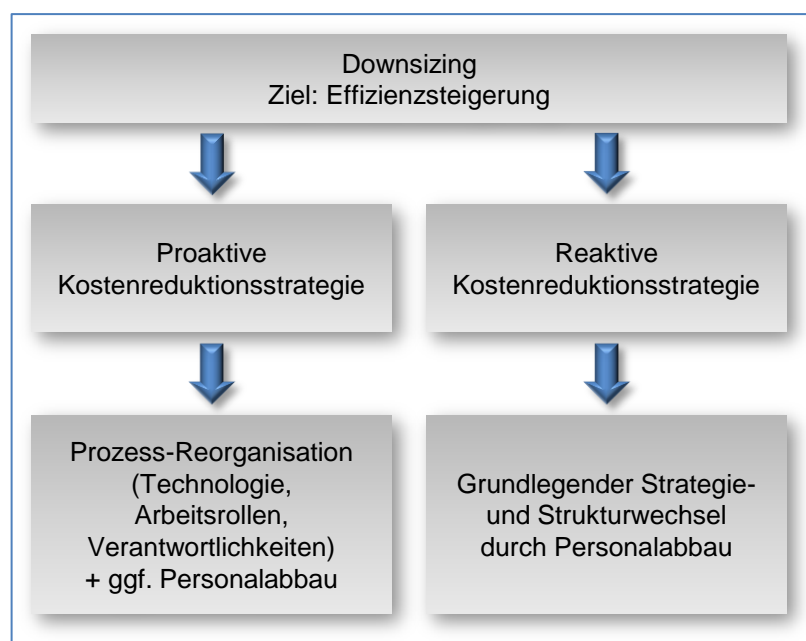 Downsizing
Ziel: Effizienzsteigerung
Proaktive
Kostenreduktionsstrategie
Reaktive
Kostenreduktionsstrategie
Prozess-Reorganisation
(Technologie,
Arbeitsrollen,
Verantwortlichkeiten)
+ ggf. Personalabbau
Grundlegender Strategie-
und Strukturwechsel
durch Personalabbau